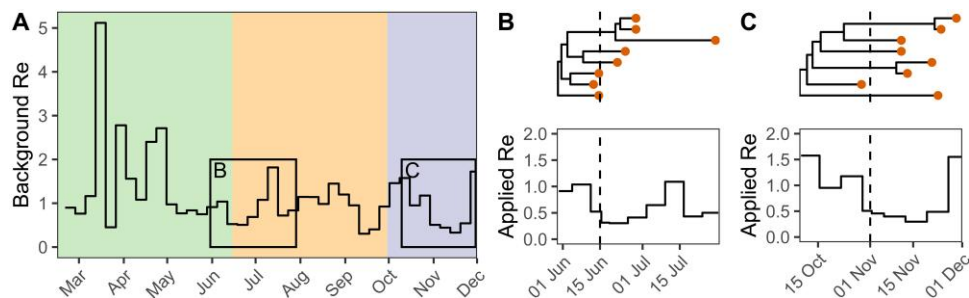 A
Background Re
5
4
3
2
1
0
B
C
Mar
Apr
May
Jun
Jul
Aug
Sep
Oct
Nov
Dec
B
Applied Re
2.0
1.5
1.0
0.5
0.0
01 Jun
15 Jun
01 Jul
15 Jul
C
Applied Re
2.0
1.5
1.0
0.5
0.0
15 Oct
01 Nov
15 Nov
01 Dec